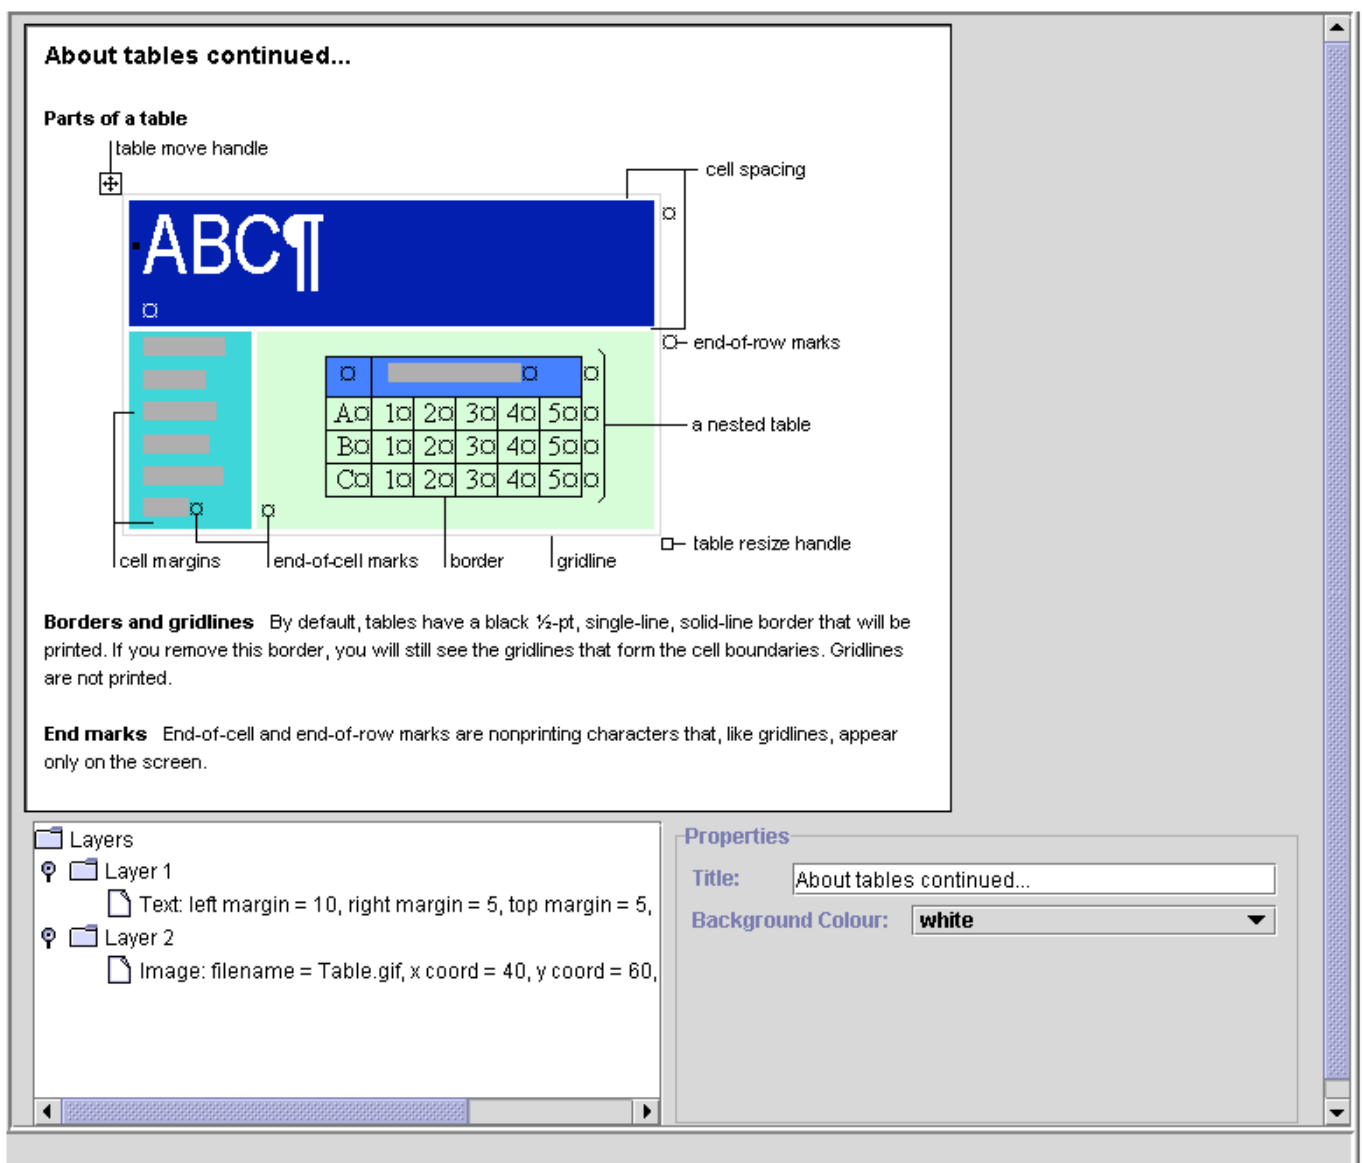 About tables continued...
Parts of a table
table move handle
cell spacing
ABC¶
¤
¤
end-of-row marks
¤
¤ ¤ ¤
A¤ 1¤ 2¤ 3¤ 4¤ 5¤ ¤
a nested table
B¤ 1¤ 2¤ 3¤ 4¤ 5¤ ¤
C¤ 1¤ 2¤ 3¤ 4¤ 5¤ ¤
¤ ¤
table resize handle
cell margins end-of-cell marks border gridline
Borders and gridlines By default, tables have a black ½-pt, single-line, solid-line border that will be
printed. If you remove this border, you will still see the gridlines that form the cell boundaries. Gridlines
are not printed.
End marks End-of-cell and end-of-row marks are nonprinting characters that, like gridlines, appear
only on the screen.
Layers
Layer 1
Text: left margin = 10, right margin = 5, top margin = 5,
Layer 2
Image: filename = Table.gif, x coord = 40, y coord = 60,
Properties
Title: About tables continued...
Background Colour: white